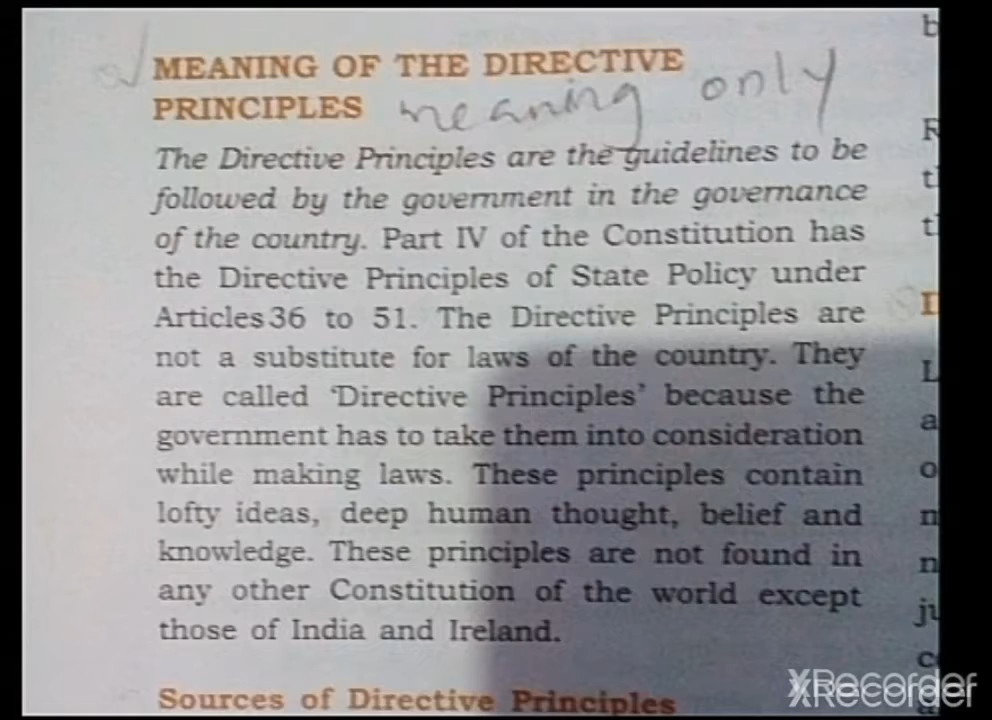 MEANING OF THE DIRECTIVE
PRINCIPLES meaning only
The Directive Principles are the guidelines to be
followed by the government in the governance
of the country. Part IV of the Constitution has
the Directive Principles of State Policy under
Articles 36 to 51. The Directive Principles are
not a substitute for laws of the country. They
are called ‘Directive Principles’ because the
government has to take them into consideration
while making laws. These principles contain
lofty ideas, deep human thought, belief and
knowledge. These principles are not found in
any other Constitution of the world except
those of India and Ireland.
Sources of Directive Principles
XRecorder